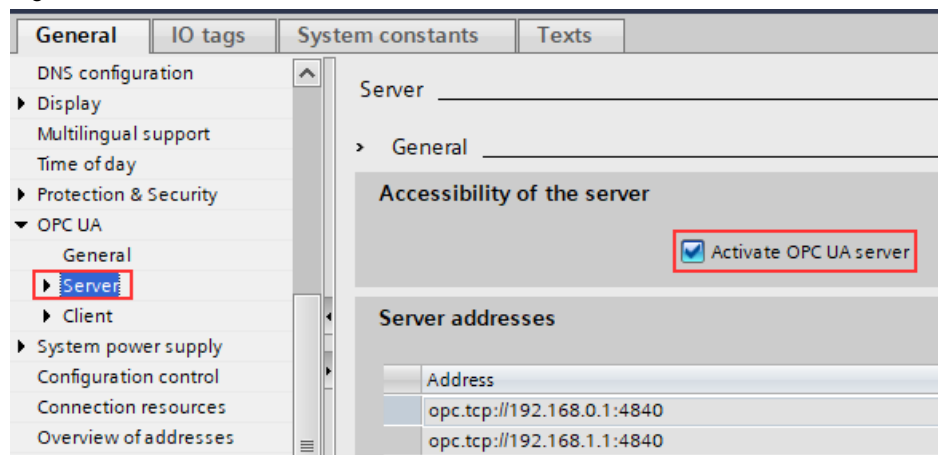 General IO tags System constants Texts
DNS configuration
Display
Multilingual support
Time of day
Protection & Security
OPC UA
General
Server
Client
System power supply
Configuration control
Connection resources
Overview of addresses
Server
General
Accessibility of the server
Activate OPC UA server
Server addresses
Address
opc.tcp://192.168.0.1:4840
opc.tcp://192.168.1.1:4840